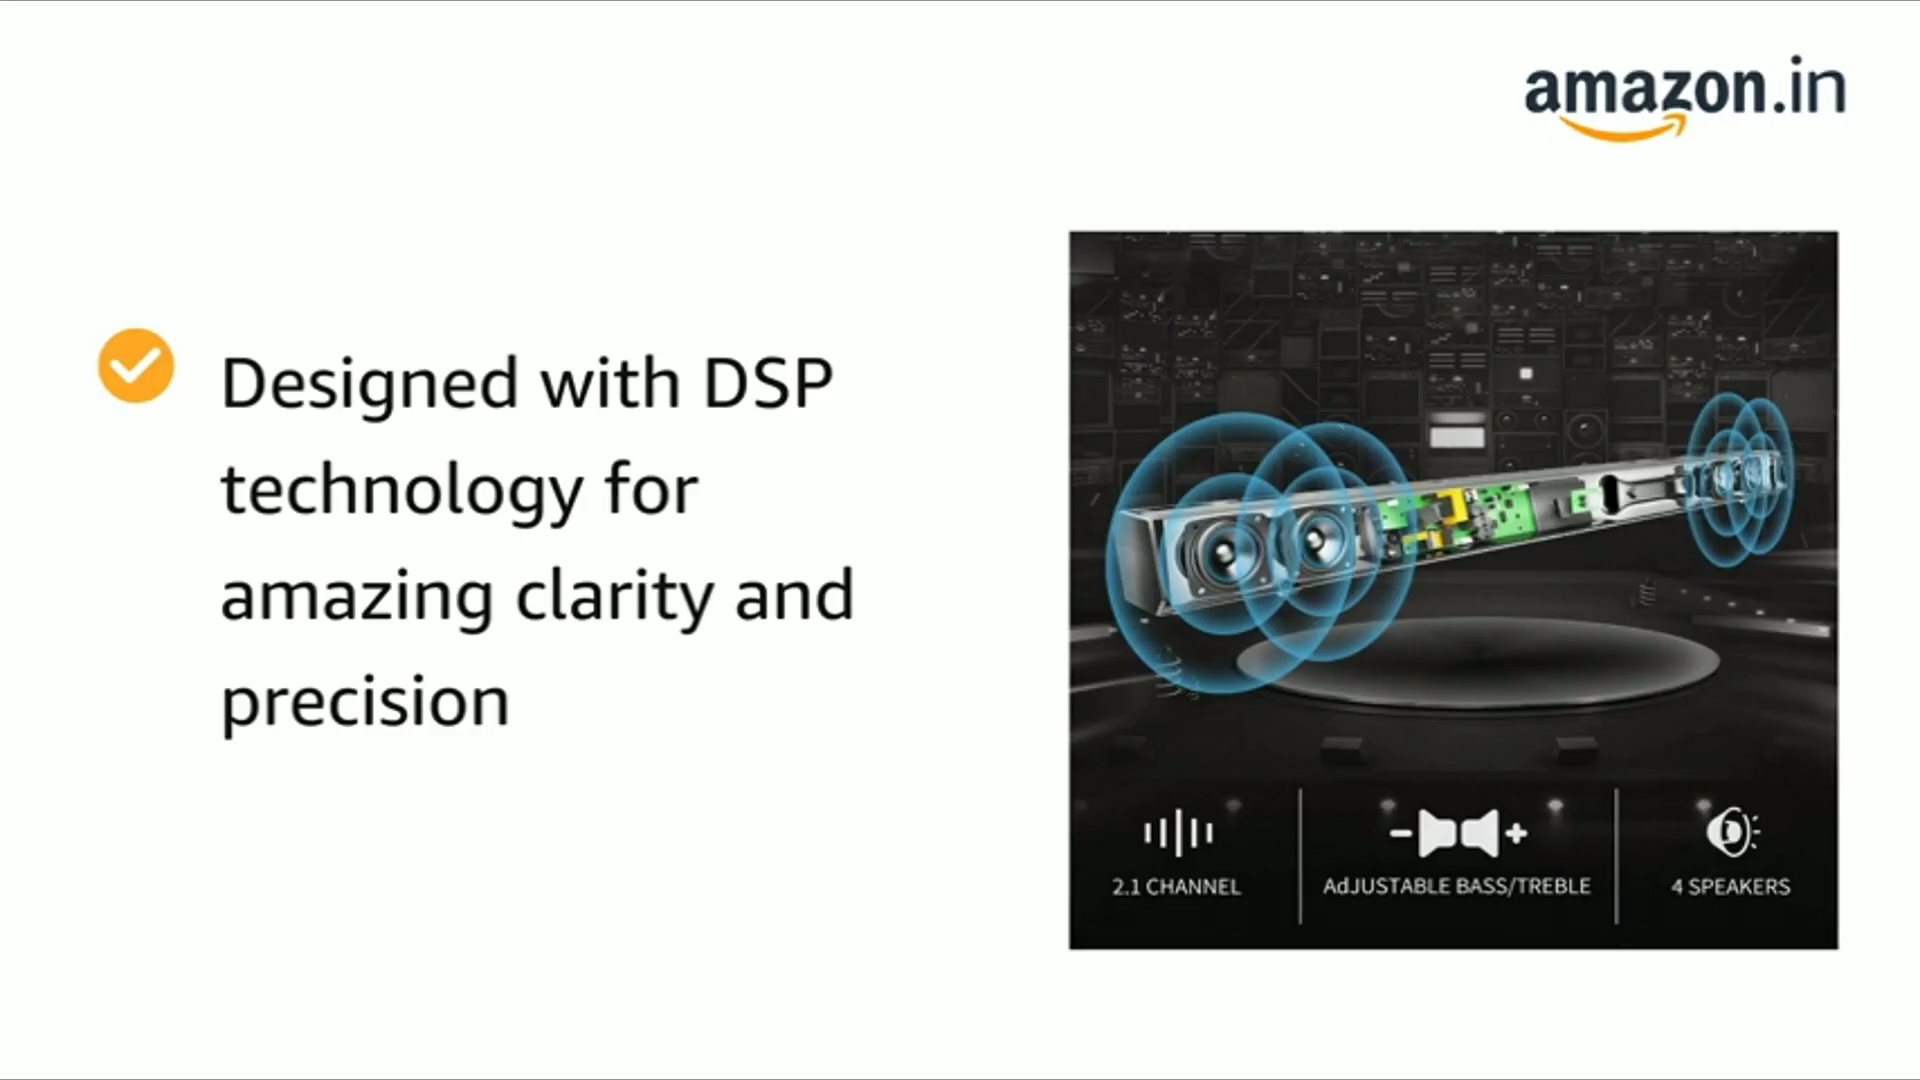 amazon.in
Designed with DSP
technology for
amazing clarity and
precision
2.1 CHANNEL
AdJUSTABLE BASS/TREBLE
4 SPEAKERS